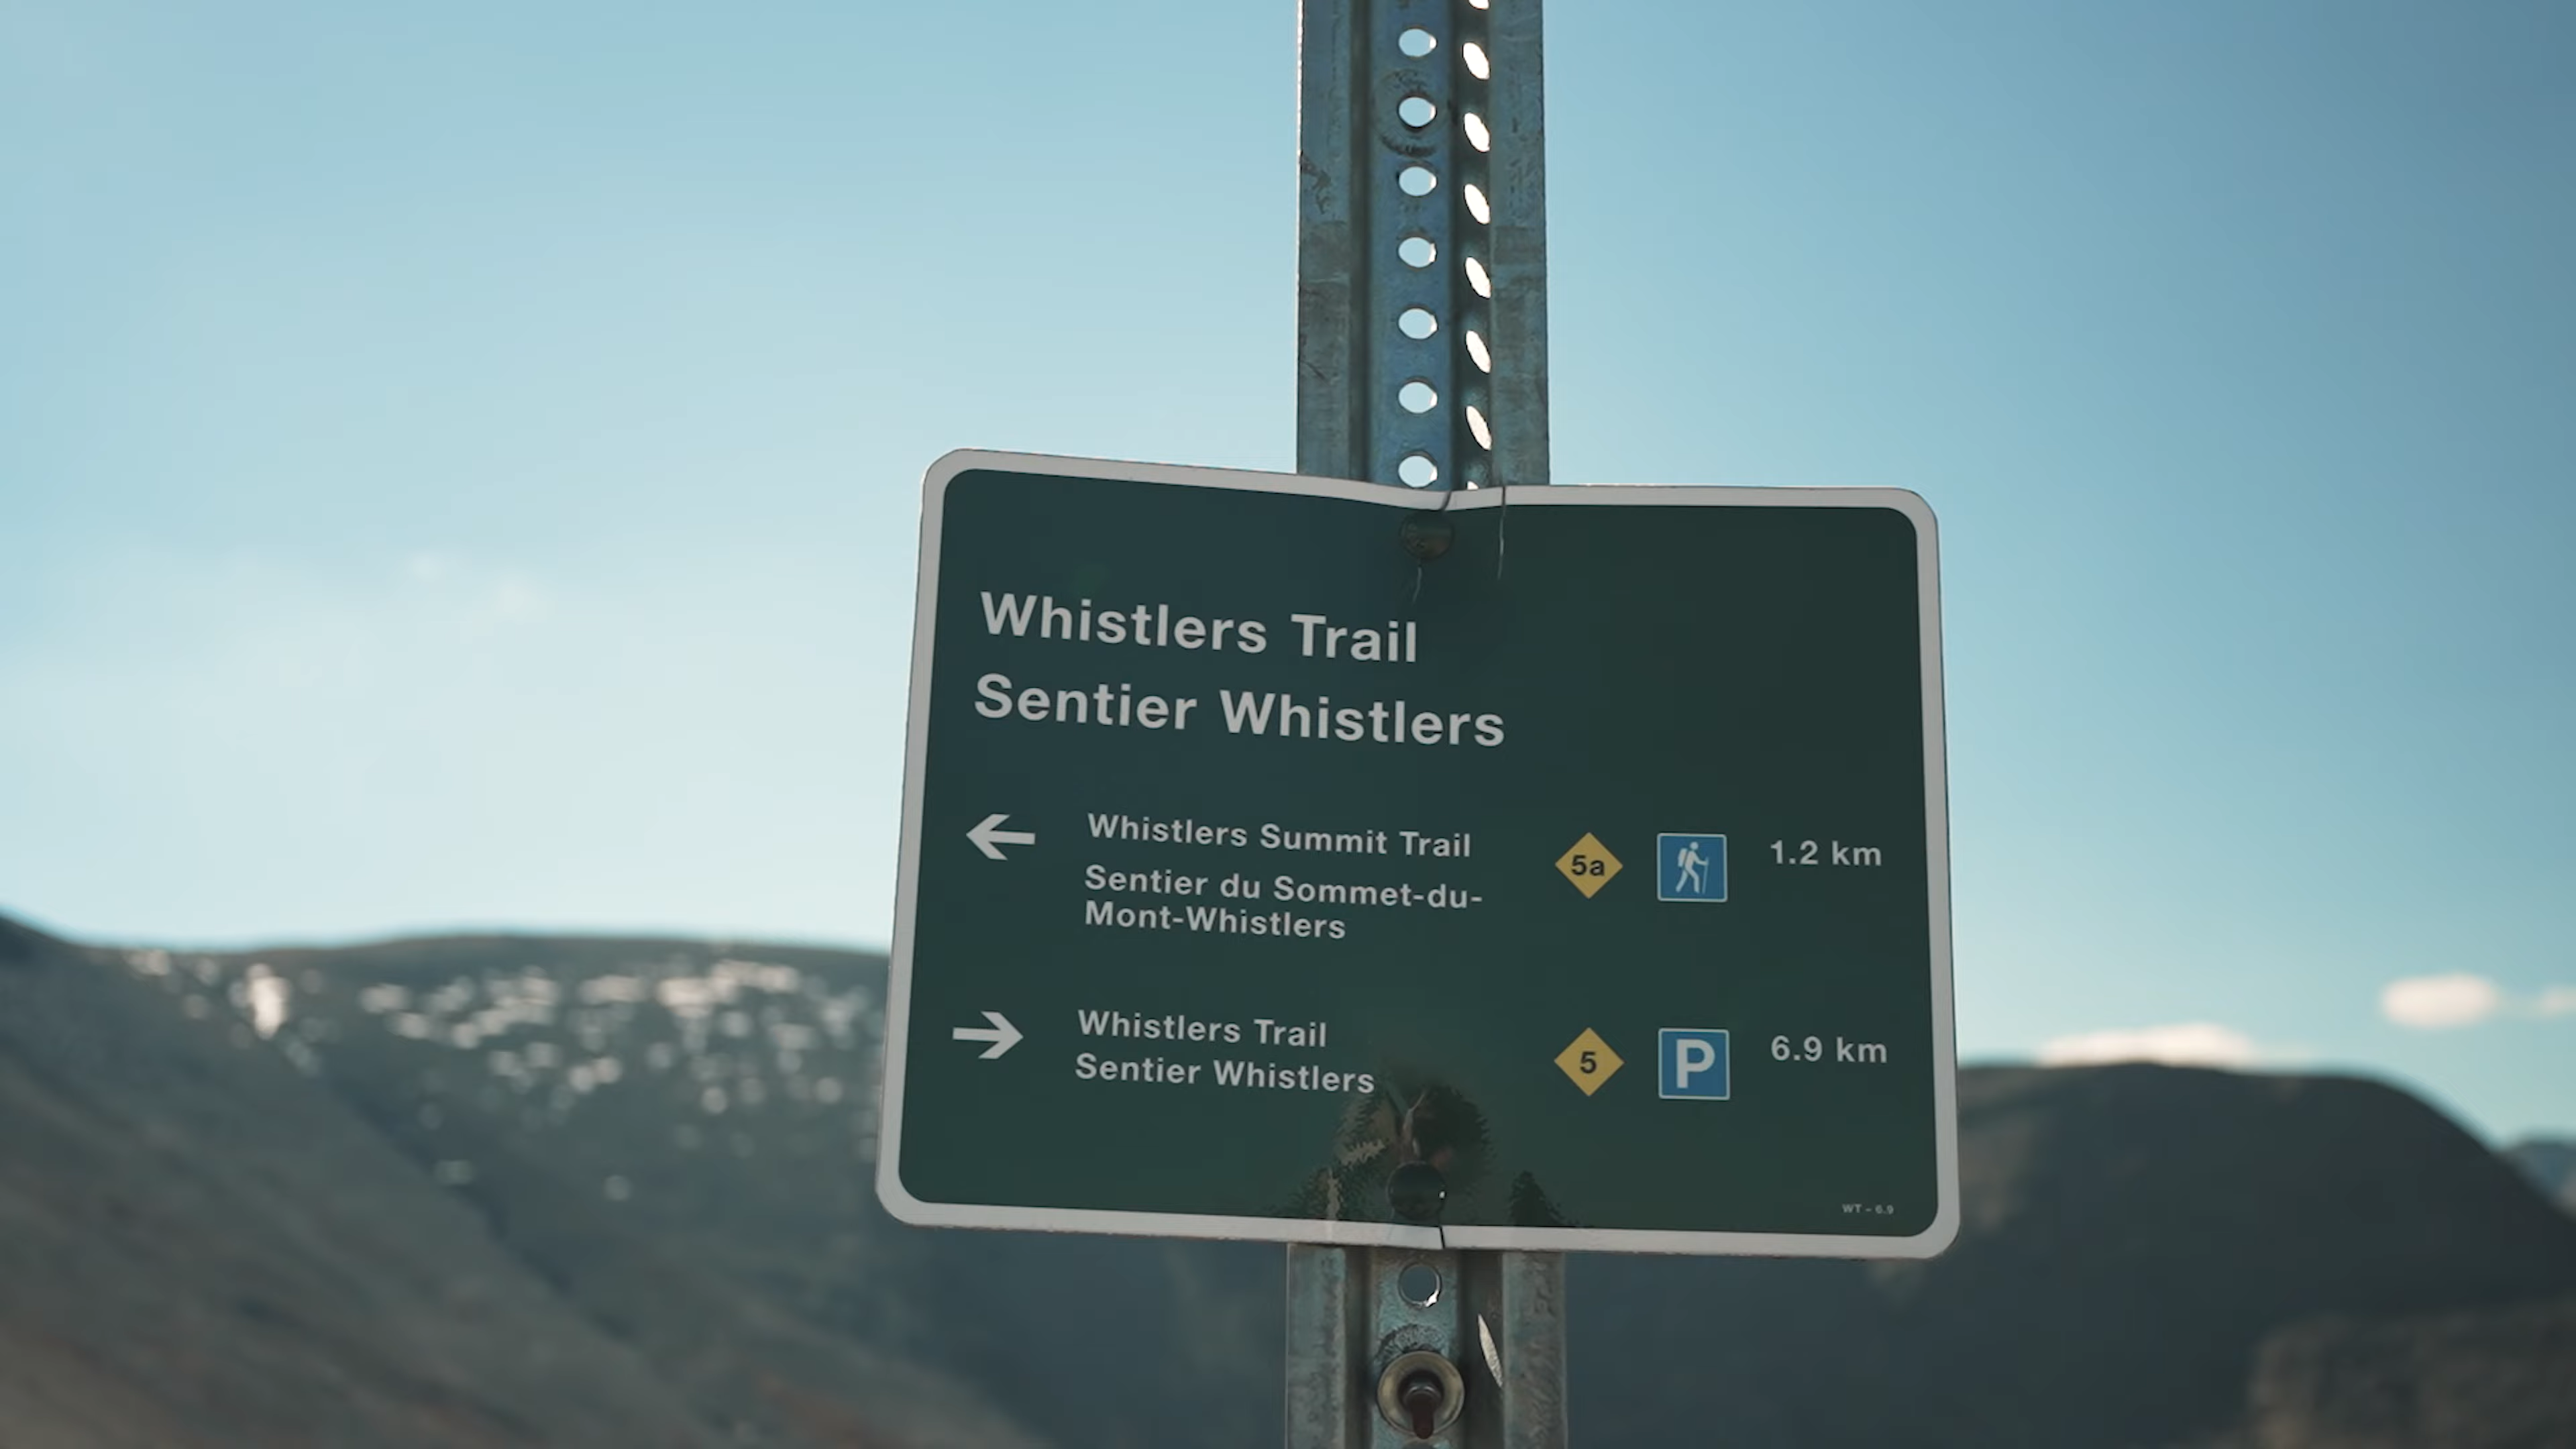 Whistlers Trail
Sentier Whistlers
Whistlers Summit Trail
5a
1.2 km
Sentier du Sommet-du-
Mont-Whistlers
Whistlers Trail
5
P
6.9 km
Sentier Whistlers
WT - 6.9